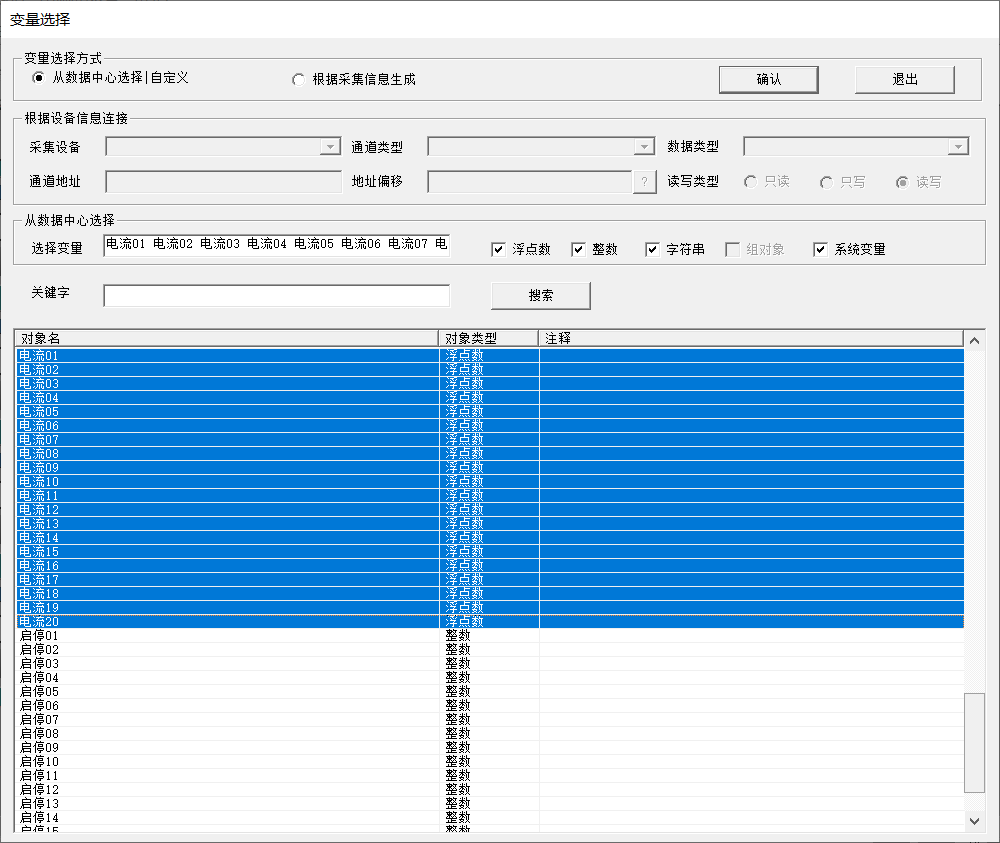 变量选择
变量选择方式
从数据中心选择|自定义 根据采集信息生成 确认 退出
根据设备信息连接
采集设备 通道类型 数据类型
通道地址 地址偏移 ? 读写类型 只读 只写 读写
从数据中心选择
选择变量 电流01 电流02 电流03 电流04 电流05 电流06 电流07 电 浮点数 整数 字符串 组对象 系统变量
关键字 搜索
对象名 对象类型 注释
电流01 浮点数
电流02 浮点数
电流03 浮点数
电流04 浮点数
电流05 浮点数
电流06 浮点数
电流07 浮点数
电流08 浮点数
电流09 浮点数
电流10 浮点数
电流11 浮点数
电流12 浮点数
电流13 浮点数
电流14 浮点数
电流15 浮点数
电流16 浮点数
电流17 浮点数
电流18 浮点数
电流19 浮点数
电流20 浮点数
启停01 整数
启停02 整数
启停03 整数
启停04 整数
启停05 整数
启停06 整数
启停07 整数
启停08 整数
启停09 整数
启停10 整数
启停11 整数
启停12 整数
启停13 整数
启停14 整数
启停15 整数